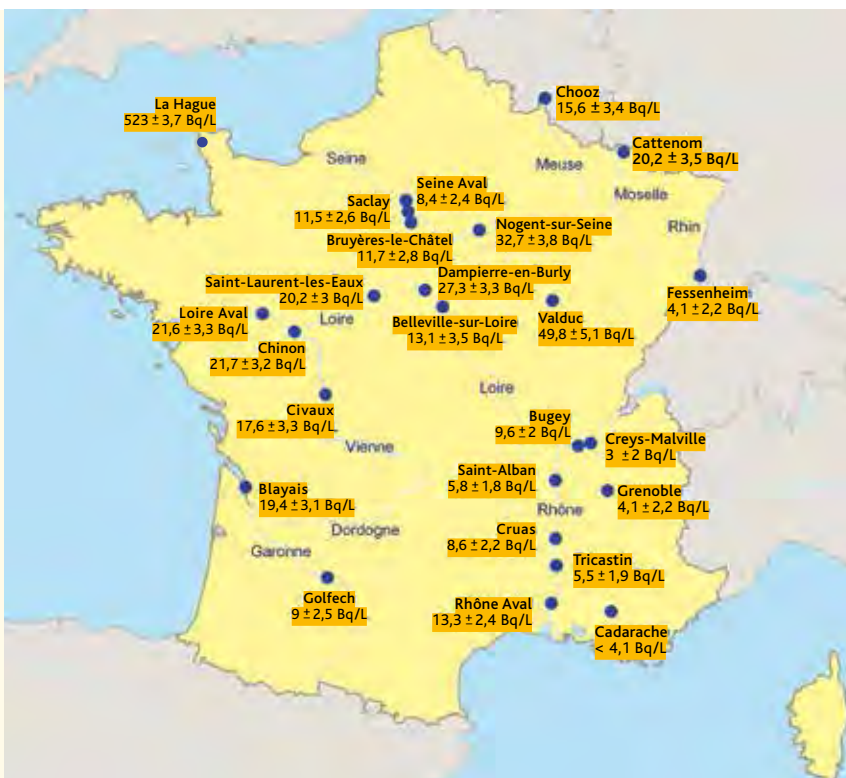 Chooz
15,6 ± 3,4 Bq/L
La Hague
523 ± 3,7 Bq/L
Cattenom
20,2 ± 3,5 Bq/L
Seine
Meuse
Moselle
Seine Aval
8,4 ± 2,4 Bq/L
Saclay
11,5 ± 2,6 Bq/L
Nogent-sur-Seine
32,7 ± 3,8 Bq/L
Rhin
Bruyères-le-Châtel
11,7 ± 2,8 Bq/L
Dampierre-en-Burly
27,3 ± 3,3 Bq/L
Saint-Laurent-les-Eaux
20,2 ± 3 Bq/L
Fessenheim
4,1 ± 2,2 Bq/L
Loire Aval
21,6 ± 3,3 Bq/L
Loire
Belleville-sur-Loire
13,1 ± 3,5 Bq/L
Valduc
49,8 ± 5,1 Bq/L
Chinon
21,7 ± 3,2 Bq/L
Loire
Civaux
17,6 ± 3,3 Bq/L
Bugey
9,6 ± 2 Bq/L
Creys-Malville
3 ± 2 Bq/L
Vienne
Saint-Alban
5,8 ± 1,8 Bq/L
Blayais
19,4 ± 3,1 Bq/L
Grenoble
4,1 ± 2,2 Bq/L
Rhône
Dordogne
Cruas
8,6 ± 2,2 Bq/L
Garonne
Tricastin
5,5 ± 1,9 Bq/L
Golfech
9 ± 2,5 Bq/L
Rhône Aval
13,3 ± 2,4 Bq/L
Cadarache
< 4,1 Bq/L